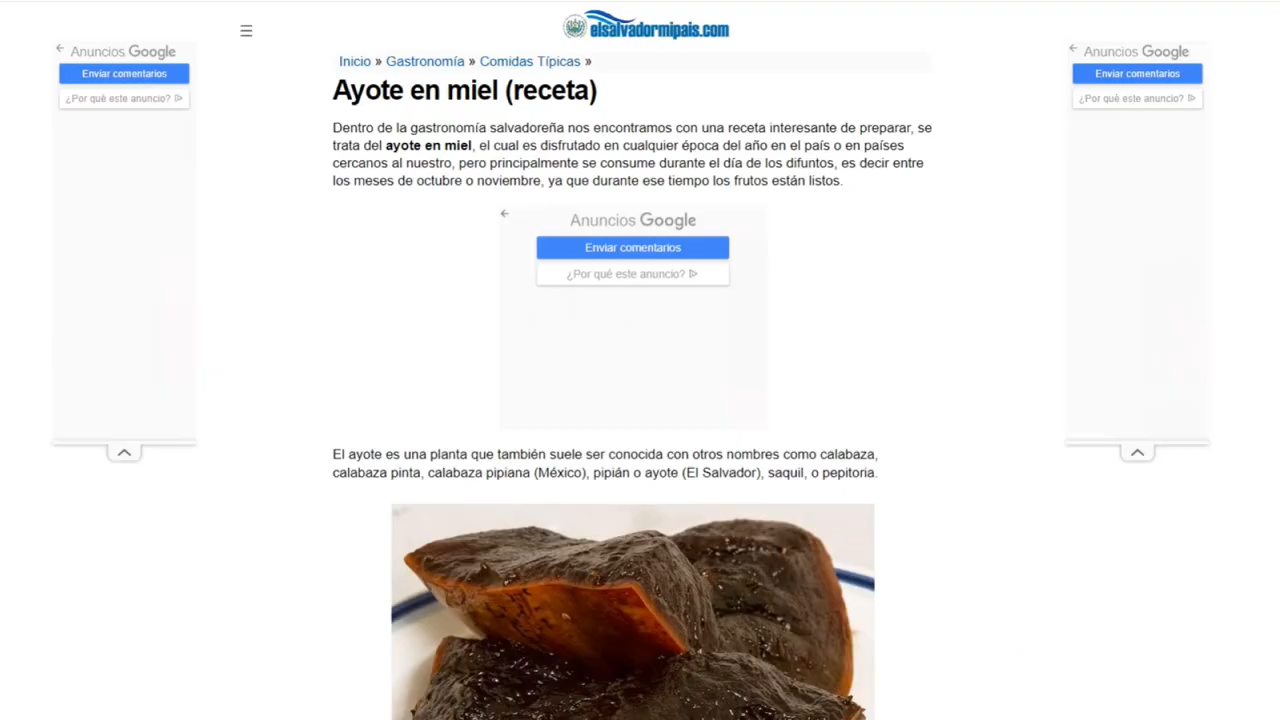 elsalvadormipais.com
Anuncios Google
Enviar comentarios
¿Por qué este anuncio?
Inicio » Gastronomía » Comidas Típicas »
Ayote en miel (receta)
Dentro de la gastronomía salvadoreña nos encontramos con una receta interesante de preparar, se
trata del ayote en miel, el cual es disfrutado en cualquier época del año en el país o en países
cercanos al nuestro, pero principalmente se consume durante el día de los difuntos, es decir entre
los meses de octubre o noviembre, ya que durante ese tiempo los frutos están listos.
Anuncios Google
Enviar comentarios
¿Por qué este anuncio?
El ayote es una planta que también suele ser conocida con otros nombres como calabaza,
calabaza pinta, calabaza pipiana (México), pipián o ayote (El Salvador), saquil, o pepitoria.
Anuncios Google
Enviar comentarios
¿Por qué este anuncio?